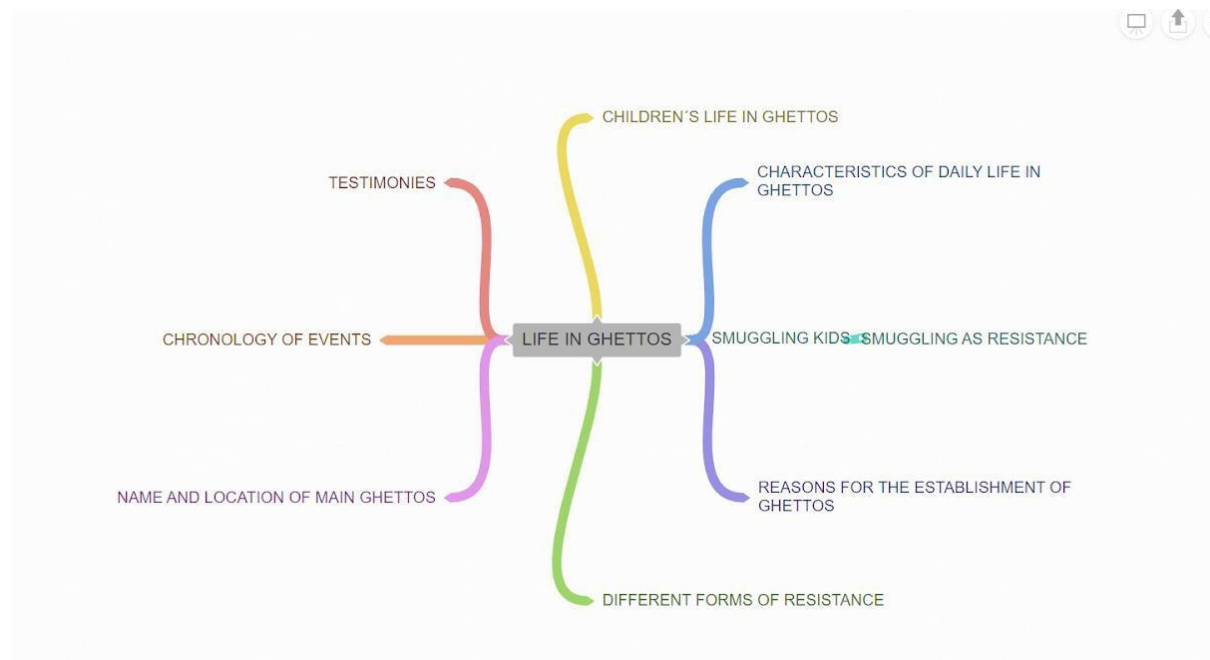 CHILDREN´S LIFE IN GHETTOS
TESTIMONIES
CHARACTERISTICS OF DAILY LIFE IN
GHETTOS
CHRONOLOGY OF EVENTS
LIFE IN GHETTOS
SMUGGLING KIDS
SMUGGLING AS RESISTANCE
NAME AND LOCATION OF MAIN GHETTOS
REASONS FOR THE ESTABLISHMENT OF
GHETTOS
DIFFERENT FORMS OF RESISTANCE